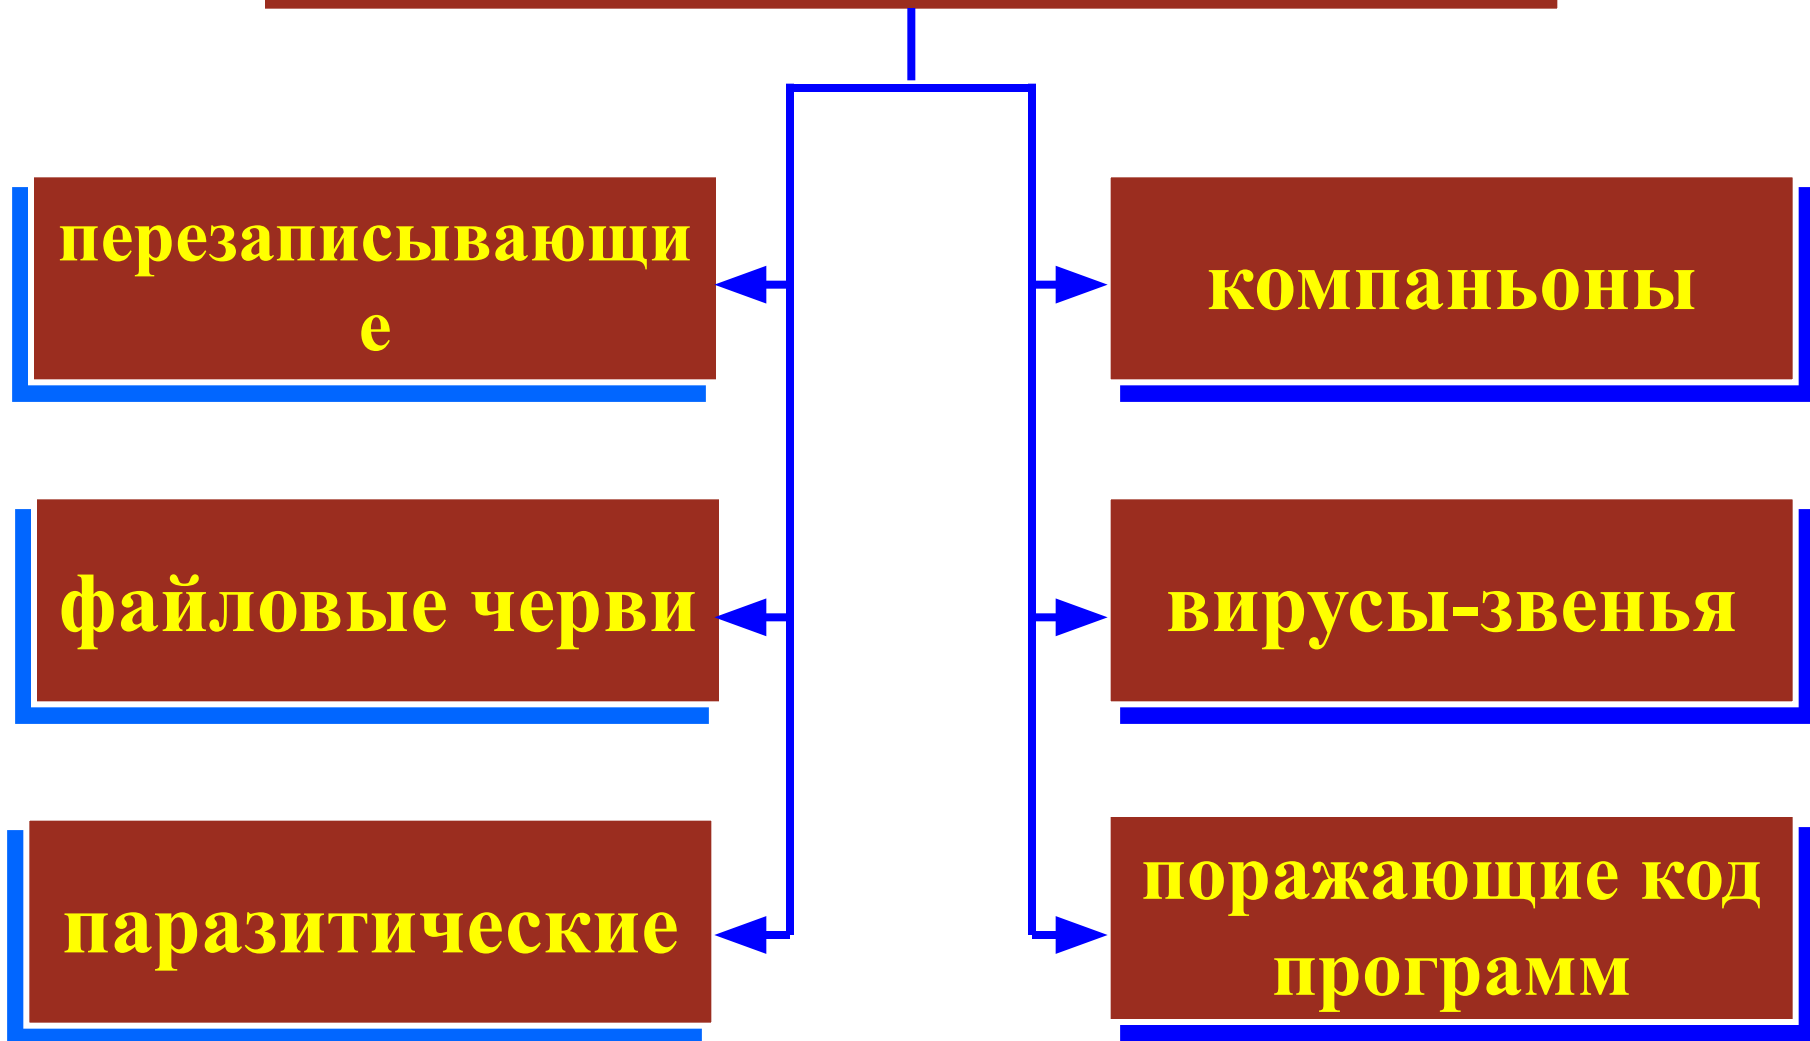 перезаписывающи
е
компаньоны
файловые черви
вирусы-звенья
паразитические
поражающие код
программ